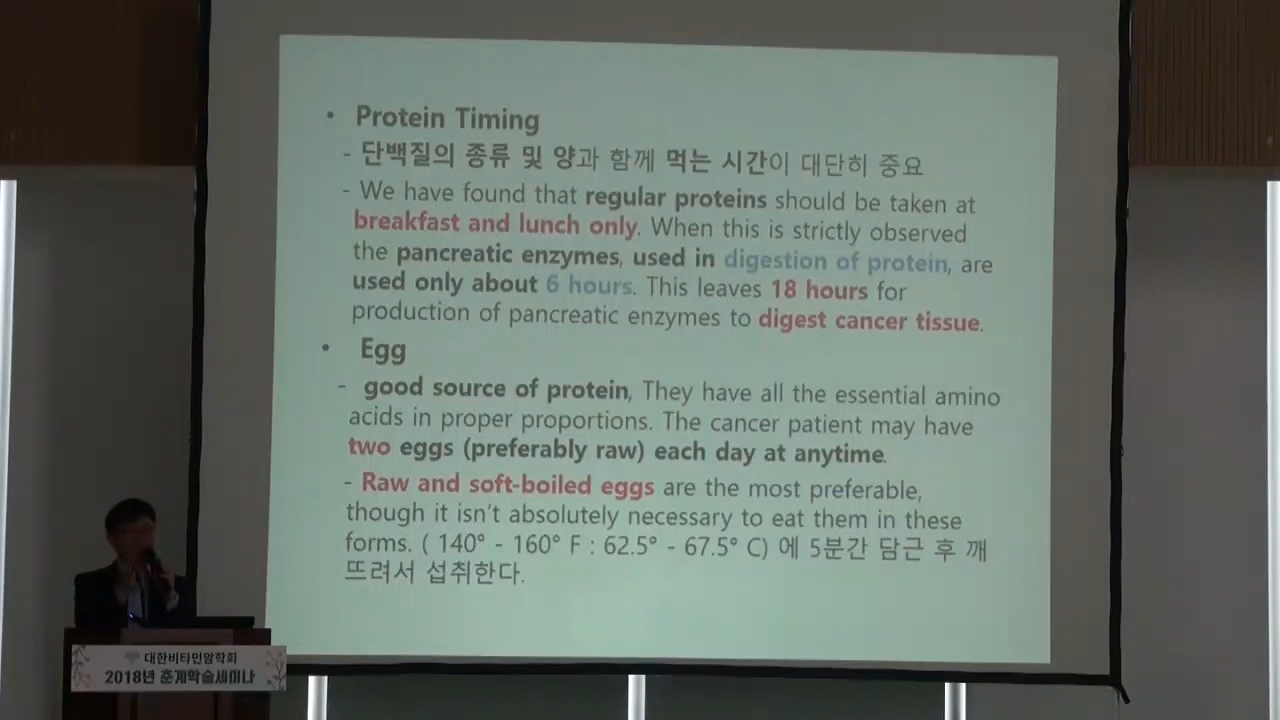 • Protein Timing
- 단백질의 종류 및 양과 함께 먹는 시간이 대단히 중요
- We have found that regular proteins should be taken at
breakfast and lunch only. When this is strictly observed
the pancreatic enzymes, used in digestion of protein, are
used only about 6 hours. This leaves 18 hours for
production of pancreatic enzymes to digest cancer tissue.
• Egg
- good source of protein, They have all the essential amino
acids in proper proportions. The cancer patient may have
two eggs (preferably raw) each day at anytime.
- Raw and soft-boiled eggs are the most preferable,
though it isn't absolutely necessary to eat them in these
forms. ( 140° - 160° F : 62.5° - 67.5° C) 에 5분간 담근 후 깨
뜨려서 섭취한다.
대한비타민암학회
2018년 춘계학술세미나